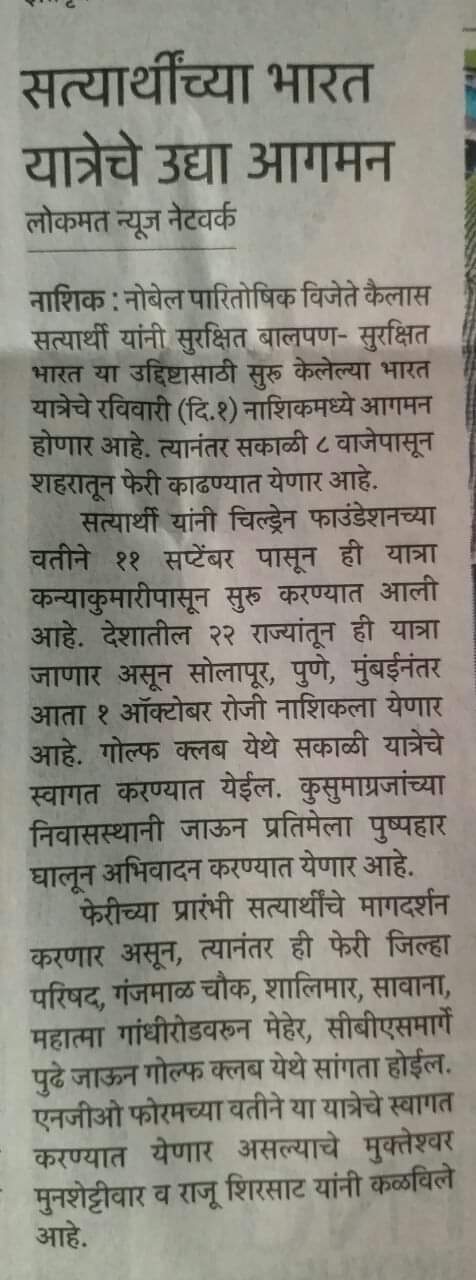 सत्यार्थींच्या भारत
यात्रेचे उद्या आगमन
लोकमत न्यूज नेटवर्क
नाशिक : नोबेल पारितोषिक विजेते कैलास
सत्यार्थी यांनी सुरक्षित बालपण- सुरक्षित
भारत या उद्दिष्टासाठी सुरू केलेल्या भारत
यात्रेचे रविवारी (दि.१) नाशिकमध्ये आगमन
होणार आहे. त्यानंतर सकाळी ८ वाजेपासून
शहरातून फेरी काढण्यात येणार आहे.
सत्यार्थी यांनी चिल्ड्रेन फाउंडेशनच्या
वतीने ११ सप्टेंबर पासून ही यात्रा
कन्याकुमारीपासून सुरू करण्यात आली
आहे. देशातील २२ राज्यांतून ही यात्रा
जाणार असून सोलापूर, पुणे, मुंबईनंतर
आता १ ऑक्टोबर रोजी नाशिकला येणार
आहे. गोल्फ क्लब येथे सकाळी यात्रेचे
स्वागत करण्यात येईल. कुसुमाग्रजांच्या
निवासस्थानी जाऊन प्रतिमेला पुष्पहार
घालून अभिवादन करण्यात येणार आहे.
फेरीच्या प्रारंभी सत्यार्थींचे मागदर्शन
करणार असून, त्यानंतर ही फेरी जिल्हा
परिषद, गंजमाळ चौक, शालिमार, सावाना,
महात्मा गांधीरोडवरून मेहेर, सीबीएसमार्गे
पुढे जाऊन गोल्फ क्लब येथे सांगता होईल.
एनजीओ फोरमच्या वतीने या यात्रेचे स्वागत
करण्यात येणार असल्याचे मुक्तेश्वर
मुनशेट्टीवार व राजू शिरसाट यांनी कळविले
आहे.